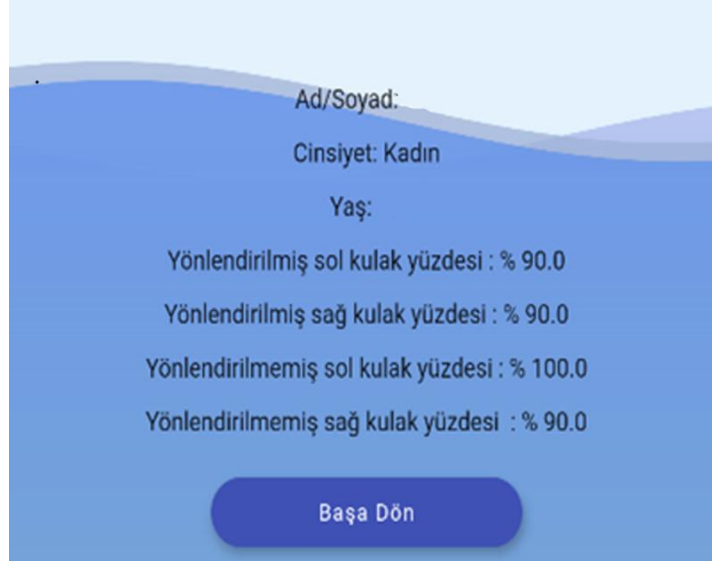 Ad/Soyad:
Cinsiyet: Kadın
Yaş:
Yönlendirilmiş sol kulak yüzdesi : % 90.0
Yönlendirilmiş sağ kulak yüzdesi : % 90.0
Yönlendirilmemiş sol kulak yüzdesi : % 100.0
Yönlendirilmemiş sağ kulak yüzdesi : % 90.0
Başa Dön